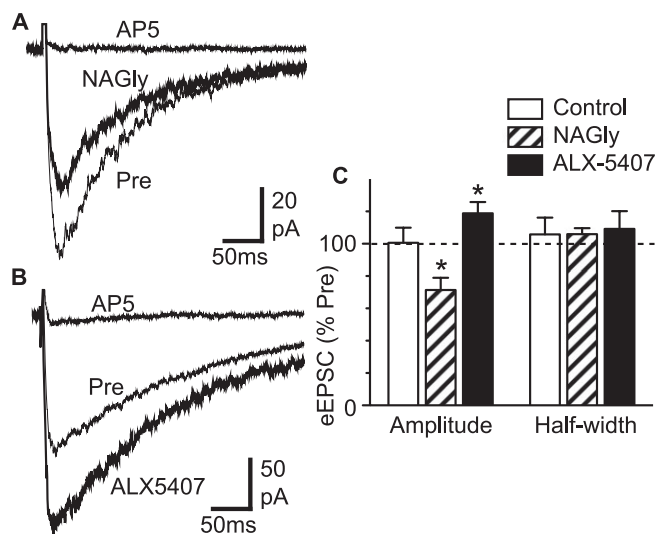 A
AP5
NAGly
Pre
20
pA
50ms
B
AP5
Pre
ALX5407
50
pA
50ms
Control
NAGly
ALX-5407
C
*
*
100
0
eEPSC (% Pre)
Amplitude
Half-width